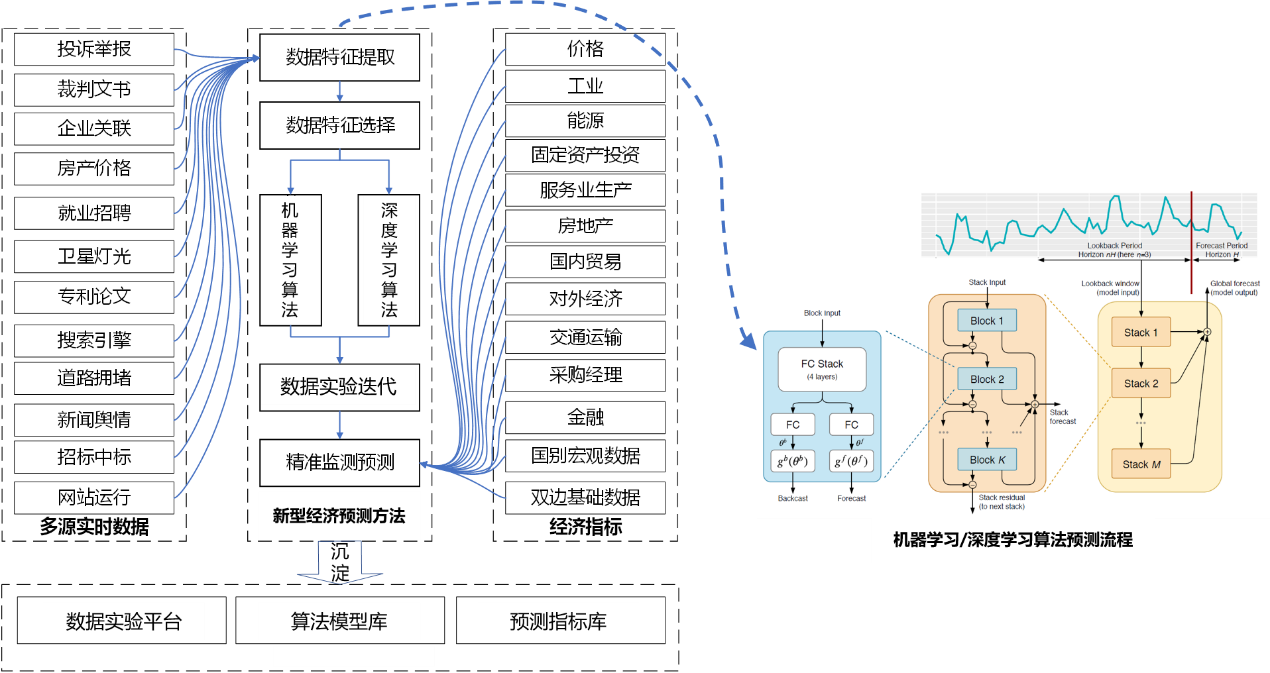 投诉举报
裁判文书
企业关联
房产价格
就业招聘
卫星灯光
专利论文
搜索引擎
道路拥堵
新闻舆情
招标中标
网站运行
多源实时数据
数据特征提取
数据特征选择
机器学习算法
深度学习算法
数据实验迭代
精准监测预测
新型经济预测方法
价格
工业
能源
固定资产投资
服务业生产
房地产
国内贸易
对外经济
交通运输
采购经理
金融
国别宏观数据
双边基础数据
经济指标
沉淀
数据实验平台
算法模型库
预测指标库
Lookback Period
Horizon nH (here n=3)
Forecast Period
Horizon H
Block Input
FC Stack
(4 layers)
FC
FC
θᵇ
θᶠ
gᵇ(θᵇ)
gᶠ(θᶠ)
Backcast
Forecast
Stack Input
Block 1
Block 2
...
...
...
Block K
Stack
forecast
Stack residual
(to next stack)
Lookback window
(model input)
Global forecast
(model output)
Stack 1
Stack 2
...
Stack M
机器学习/深度学习算法预测流程